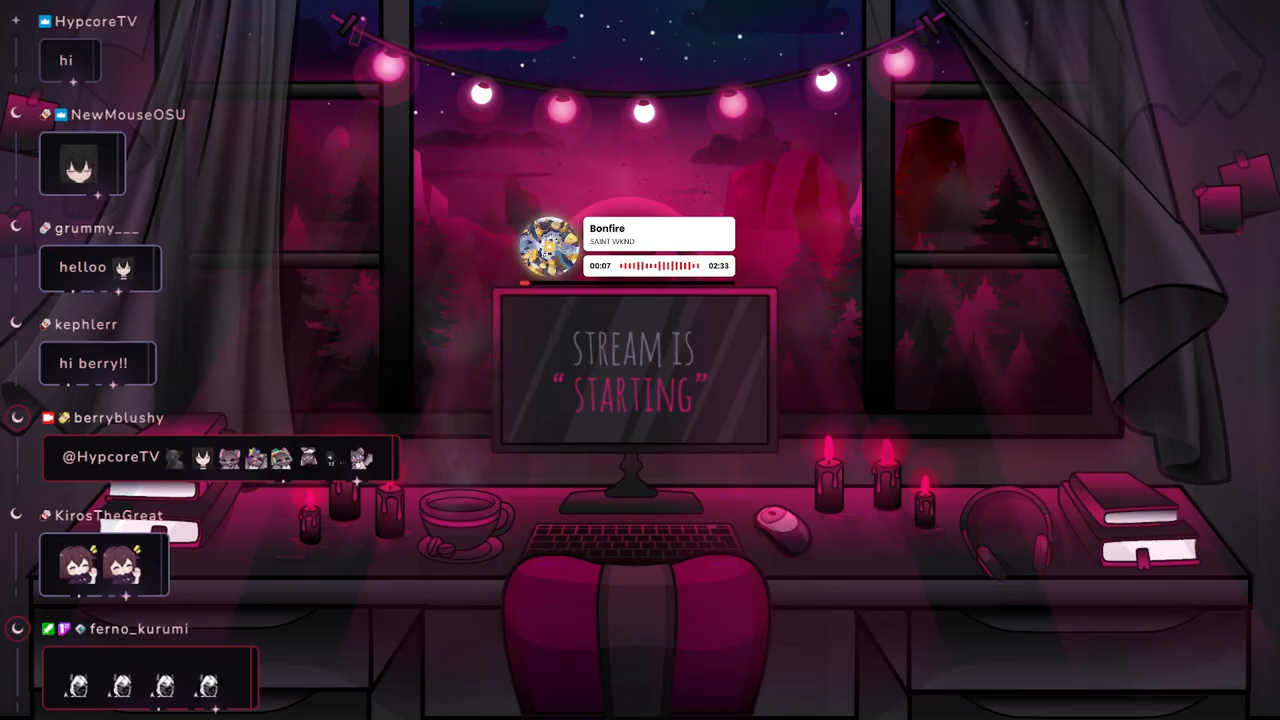 HypcoreTV
hi
NewMouseOSU
grummy___
helloo
kephlerr
hi berry!!
berryblushy
@HypcoreTV
KirosTheGreat
ferno_kurumi
Bonfire
SAINT WKND
00:07 02:33
STREAM IS
“ STARTING”